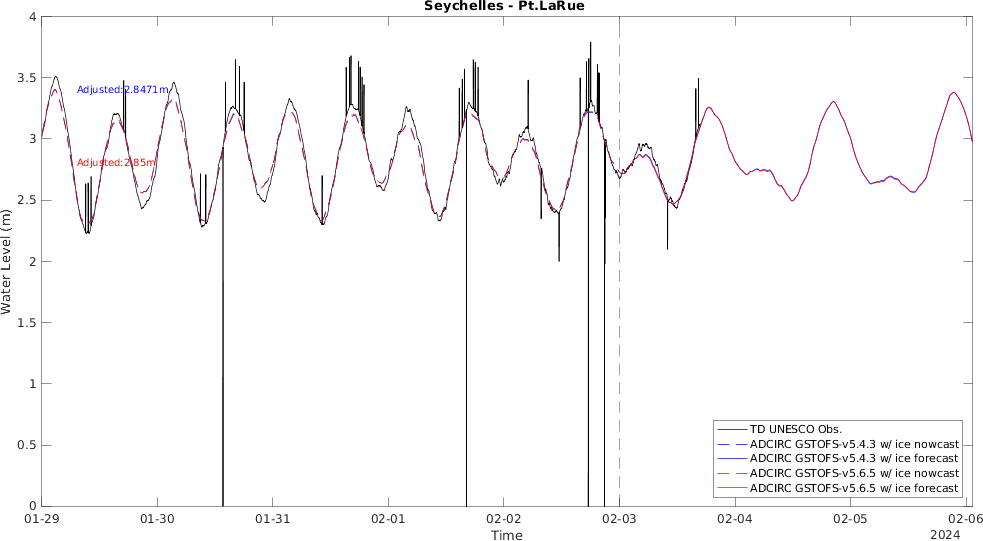 Seychelles - Pt.LaRue
4
3.5
3
2.5
2
1.5
1
0.5
0
Water Level (m)
Adjusted:2.8471m
Adjusted:2.85m
TD UNESCO Obs.
ADCIRC GSTOFS-v5.4.3 w/ ice nowcast
ADCIRC GSTOFS-v5.4.3 w/ ice forecast
ADCIRC GSTOFS-v5.6.5 w/ ice nowcast
ADCIRC GSTOFS-v5.6.5 w/ ice forecast
01-29 01-30 01-31 02-01 02-02 02-03 02-04 02-05 02-06
Time
2024